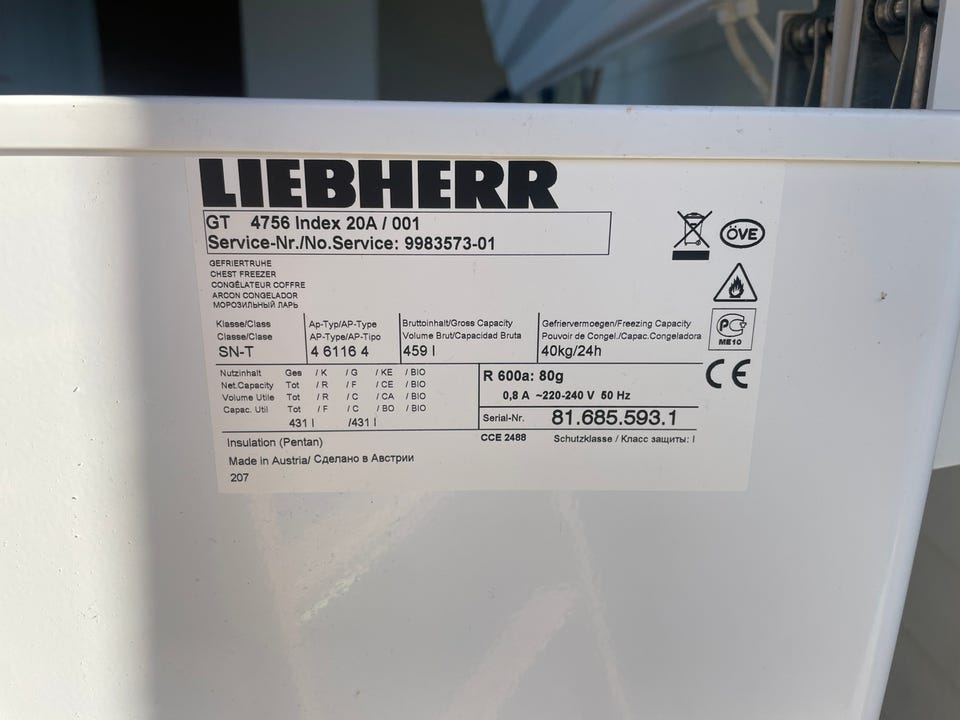 LIEBHERR
GT 4756 Index 20A / 001
Service-Nr./No.Service: 9983573-01
ÖVE
GEFRIERTRUHE
CHEST FREEZER
CONGÉLATEUR COFFRE
ARCON CONGELADOR
МОРОЗИЛЬНЫЙ ЛАРЬ
Klasse/Class
Classe/Clase
SN-T
Ap-Typ/AP-Type
AP-Type/AP-Tipo
4 6116 4
Bruttoinhalt/Gross Capacity
Volume Brut/Capacidad Bruta
459 l
Gefriervermoegen/Freezing Capacity
Pouvoir de Congel./Capac.Congeladora
40kg/24h
PC
ME10
CE
Nutzinhalt Ges / K / G / KE / BIO
Net.Capacity Tot / R / F / CE / BIO
Volume Utile Tot / R / C / CA / BIO
Capac. Util Tot / F / C / BO / BIO
431 l /431 l
R 600a: 80g
0,8 A ~220-240 V 50 Hz
Serial-Nr. 81.685.593.1
Insulation (Pentan)
CCE 2488 Schutzklasse / Класс защиты: I
Made in Austria/ Сделано в Австрии
207